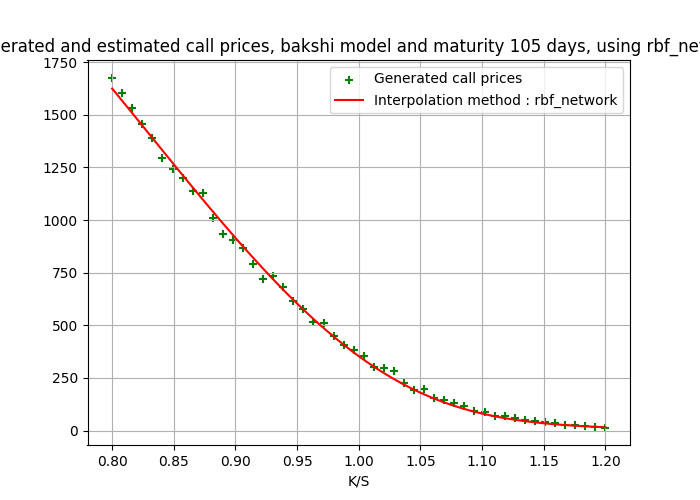 erated and estimated call prices, bakshi model and maturity 105 days, using rbf_ne
Generated call prices
Interpolation method : rbf_network
1750
1500
1250
1000
750
500
250
0
0.80 0.85 0.90 0.95 1.00 1.05 1.10 1.15 1.20
K/S